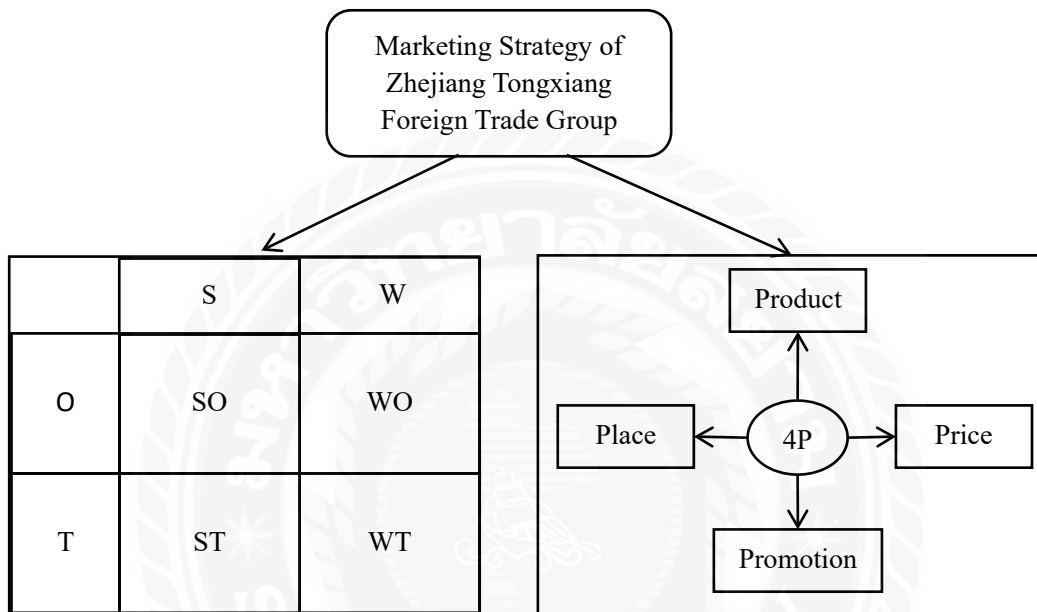 Marketing Strategy of
Zhejiang Tongxiang
Foreign Trade Group
S W
O SO WO
T ST WT
Product
Place 4P Price
Promotion